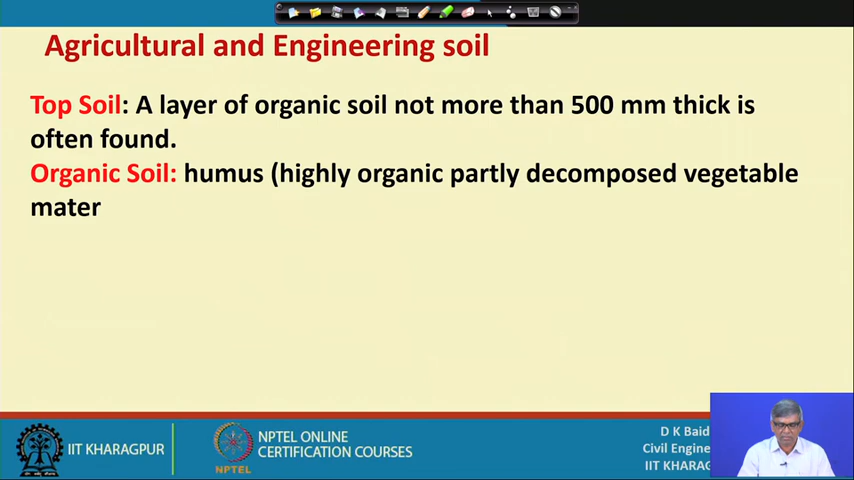 Agricultural and Engineering soil
Top Soil: A layer of organic soil not more than 500 mm thick is
often found.
Organic Soil: humus (highly organic partly decomposed vegetable
mater
IIT KHARAGPUR
NPTEL
NPTEL ONLINE
CERTIFICATION COURSES
D K Baid
Civil Engine
IIT KHARAG